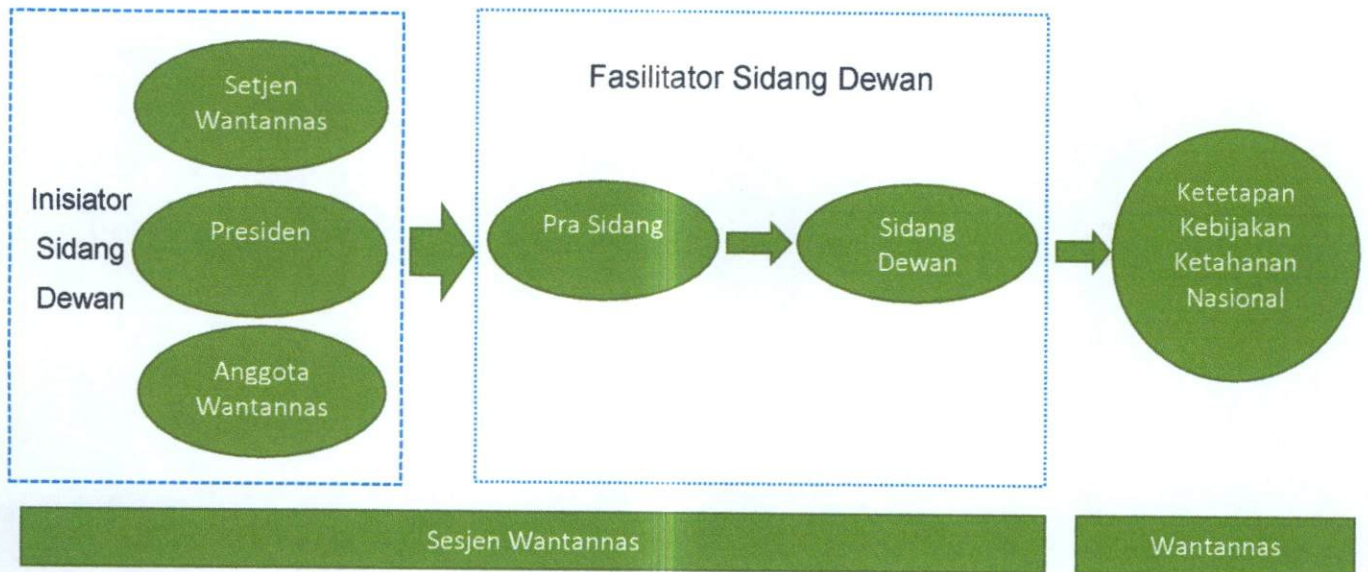 Inisiator
Sidang
Dewan
Setjen
Wantannas
Presiden
Anggota
Wantannas
Fasilitator Sidang Dewan
Pra Sidang
Sidang
Dewan
Ketetapan
Kebijakan
Ketahanan
Nasional
Sesjen Wantannas
Wantannas